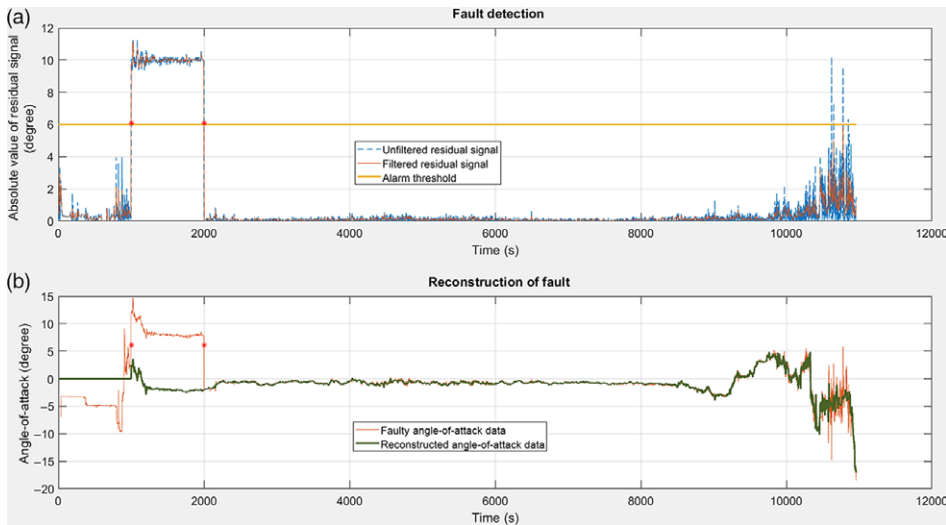 (a)
Fault detection
12
10
8
6
4
2
0
Absolute value of residual signal
(degree)
Unfiltered residual signal
Filtered residual signal
Alarm threshold
0 2000 4000 6000 8000 10000 12000
Time (s)
(b)
Reconstruction of fault
15
10
5
0
−5
−10
−15
−20
Angle-of-attack (degree)
Faulty angle-of-attack data
Reconstructed angle-of-attack data
0 2000 4000 6000 8000 10000 12000
Time (s)